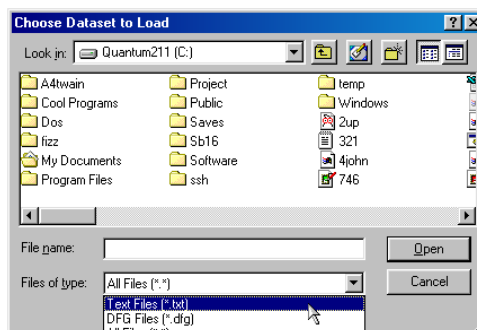 Choose Dataset to Load
Look in: Quantum211 (C:)
A4twain Project temp
Cool Programs Public Windows
Dos Saves 2up
fizz Sb16 321
My Documents Software 4john
Program Files ssh 746
File name: Open
Files of type: All Files (*.*) Cancel
Text Files (*.txt)
DFG Files (*.dfg)